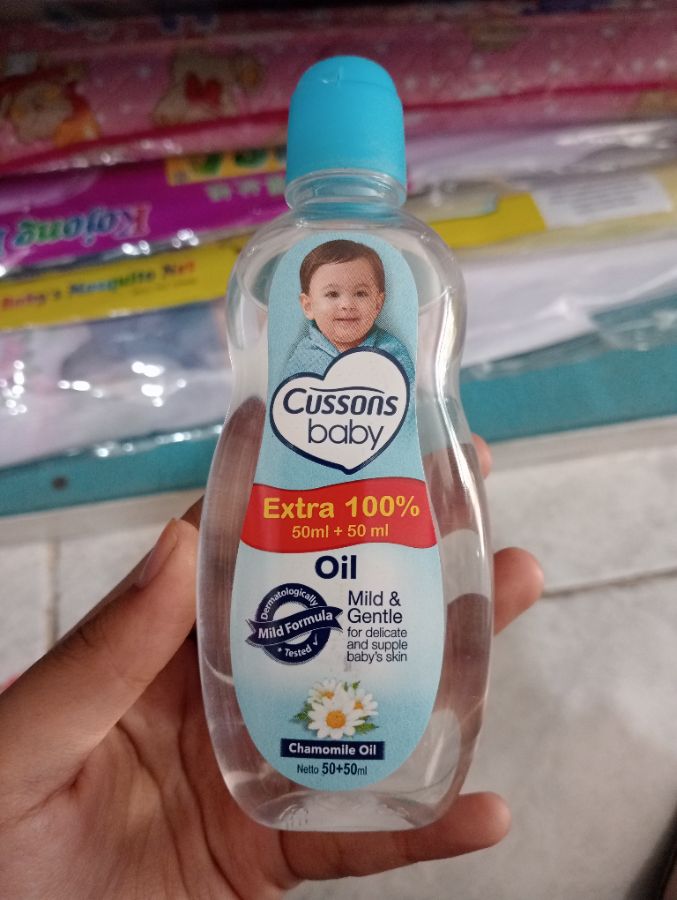 Kojong
Baby's Mosquito Net
Cussons
baby
Extra 100%
50ml + 50 ml
Oil
Dermatologically
Mild Formula
* Tested ✓
Mild &
Gentle
for delicate
and supple
baby's skin
Chamomile Oil
Netto 50+50ml